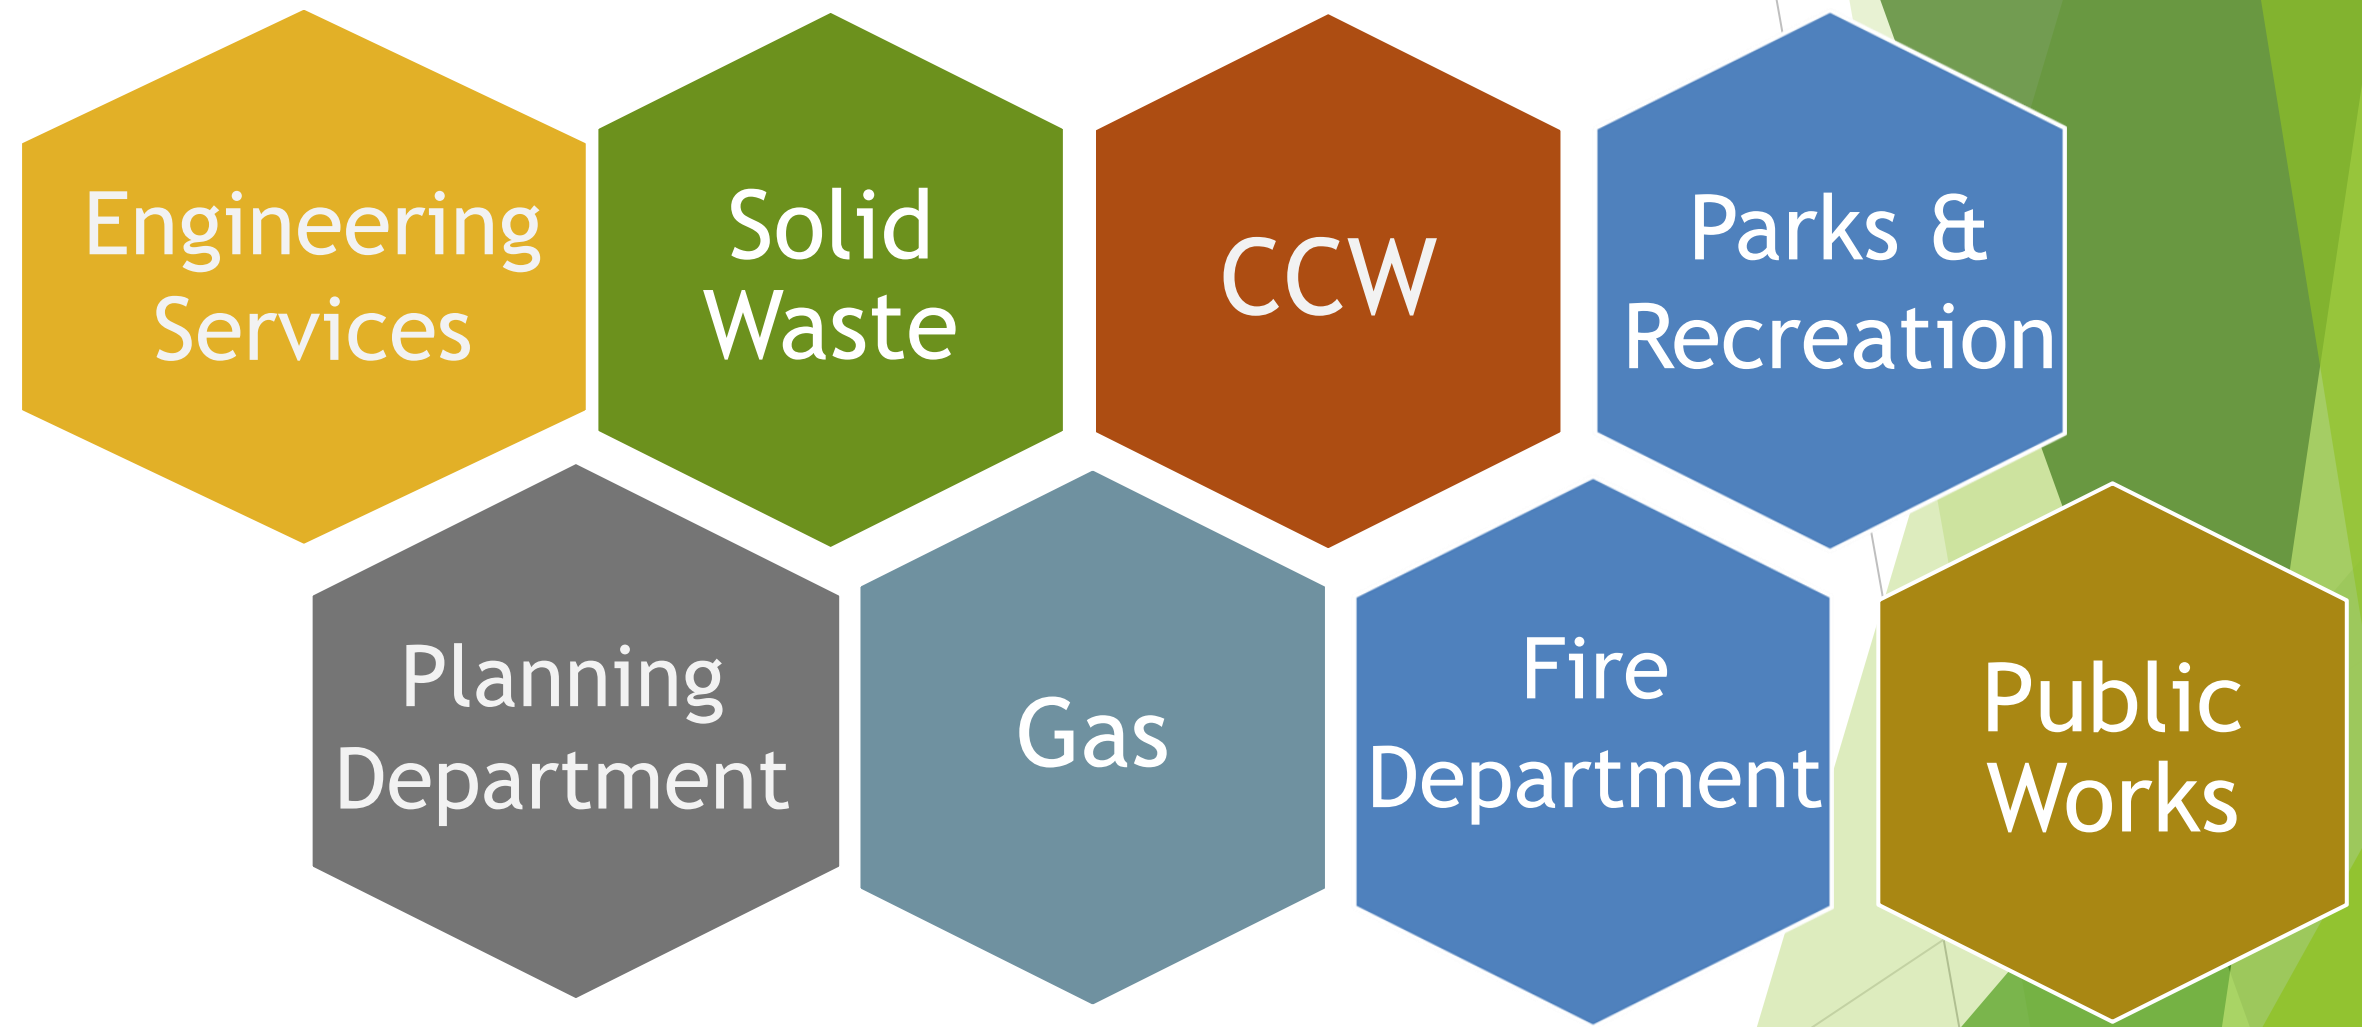 Engineering
Services
Solid
Waste
CCW
Parks &
Recreation
Planning
Department
Gas
Fire
Department
Public
Works